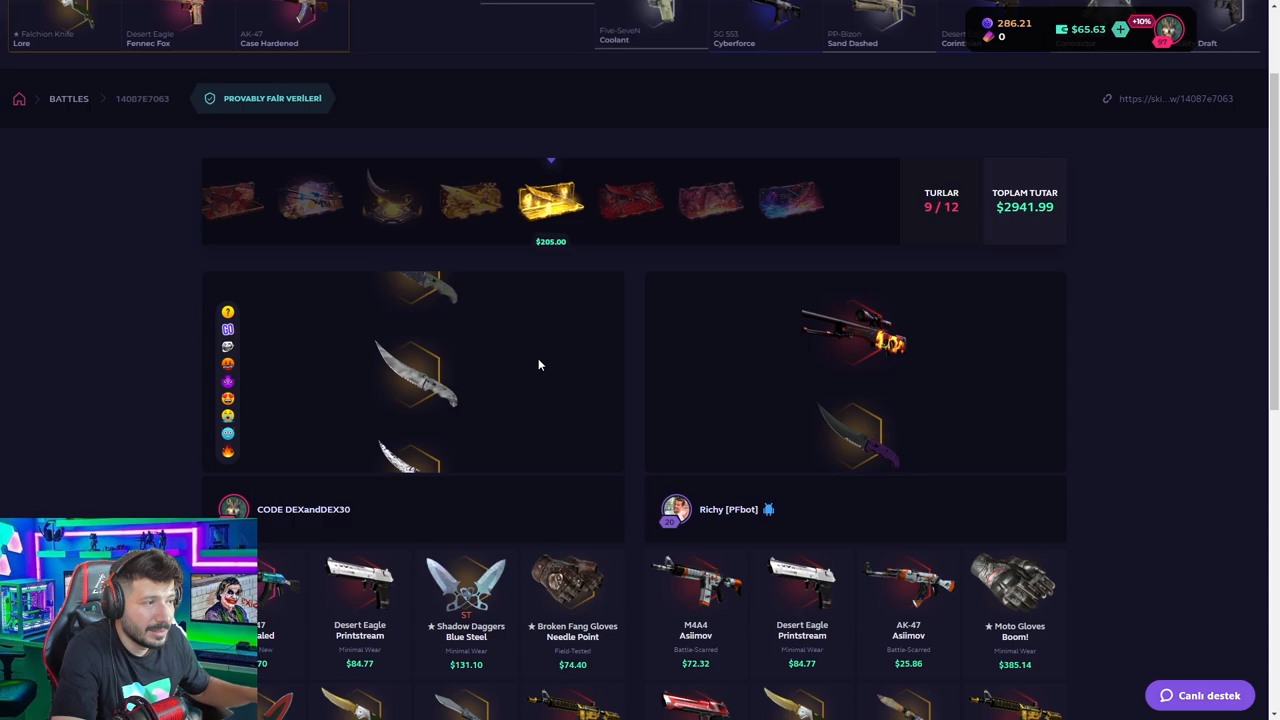 ★ Falchion Knife
Lore
Desert Eagle
Fennec Fox
AK-47
Case Hardened
Five-SeveN
Coolant
SG 553
Cyberforce
PP-Bizon
Sand Dashed
Desert
286.21
0
$65.63
+10%
Draft
BATTLES
14087E7063
PROVABLY FAİR VERİLERİ
https://ski...w/14087e7063
TURLAR
9 / 12
TOPLAM TUTAR
$2941.99
$205.00
GO
CODE DEXandDEX30
20
Richy [PFbot]
Desert Eagle
Printstream
Minimal Wear
$84.77
ST
★ Shadow Daggers
Blue Steel
Minimal Wear
$131.10
★ Broken Fang Gloves
Needle Point
Field-Tested
$74.40
M4A4
Asiimov
Battle-Scarred
$72.32
Desert Eagle
Printstream
Minimal Wear
$84.77
AK-47
Asiimov
Battle-Scarred
$25.86
★ Moto Gloves
Boom!
Minimal Wear
$385.14
Canlı destek